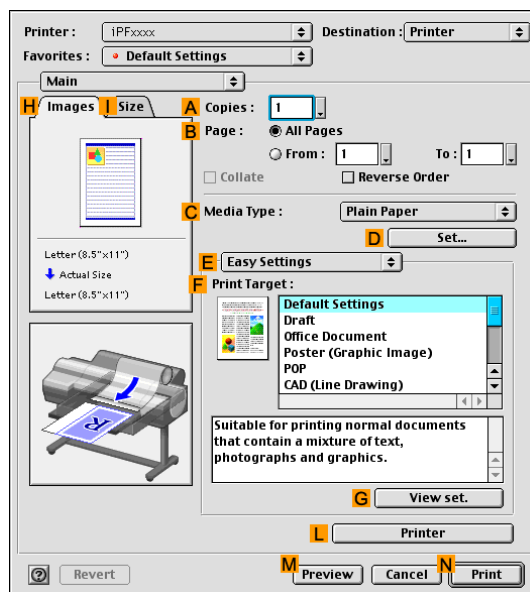 Printer : iPFxxxx Destination : Printer
Favorites : Default Settings
Main
H Images I Size
A Copies : 1
B Page : All Pages
From : 1 To : 1
Collate Reverse Order
C Media Type : Plain Paper
D Set...
Letter (8.5"x11")
Actual Size
Letter (8.5"x11")
E Easy Settings
F Print Target :
Default Settings
Draft
Office Document
Poster (Graphic Image)
POP
CAD (Line Drawing)
R
Suitable for printing normal documents
that contain a mixture of text,
photographs and graphics.
G View set.
L Printer
? Revert M Preview Cancel N Print